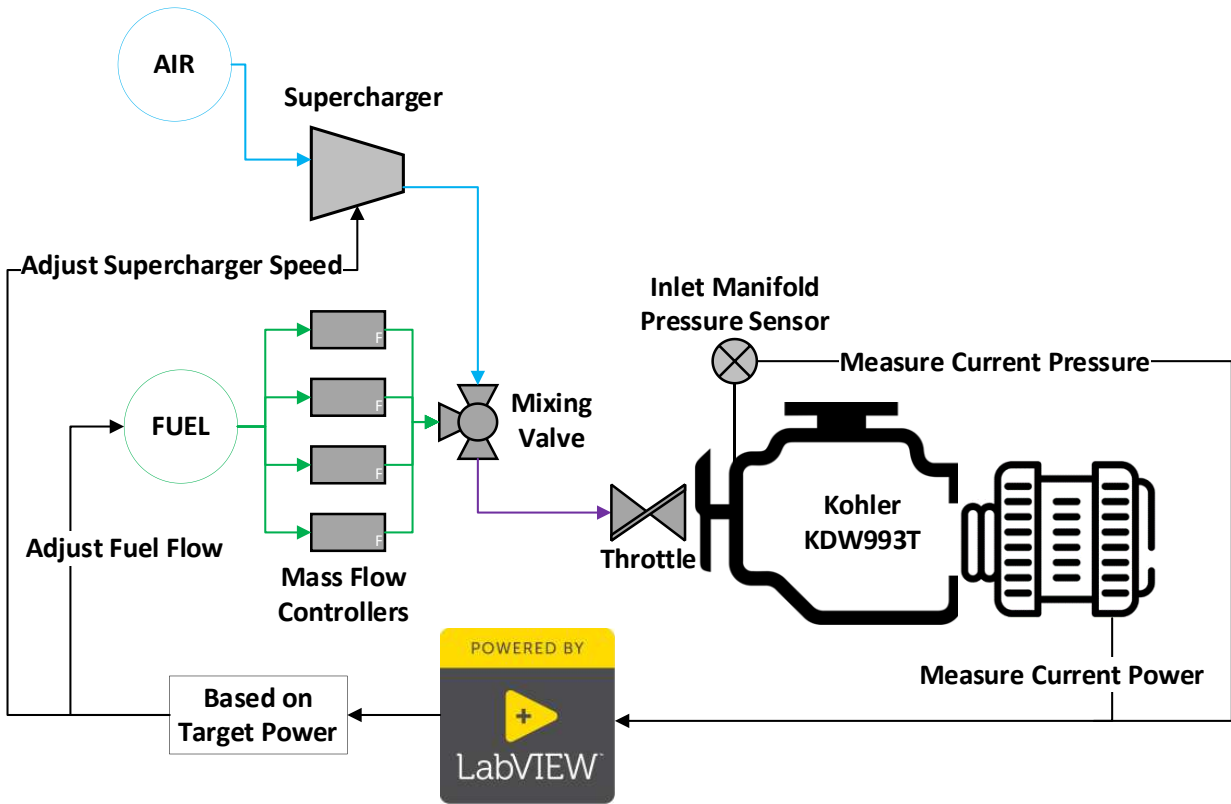 AIR
Supercharger
Adjust Supercharger Speed
Inlet Manifold
Pressure Sensor
Measure Current Pressure
F
F
F
F
FUEL
Mixing
Valve
Kohler
KDW993T
Throttle
Adjust Fuel Flow
Mass Flow
Controllers
POWERED BY
LabVIEW™
Measure Current Power
Based on
Target Power